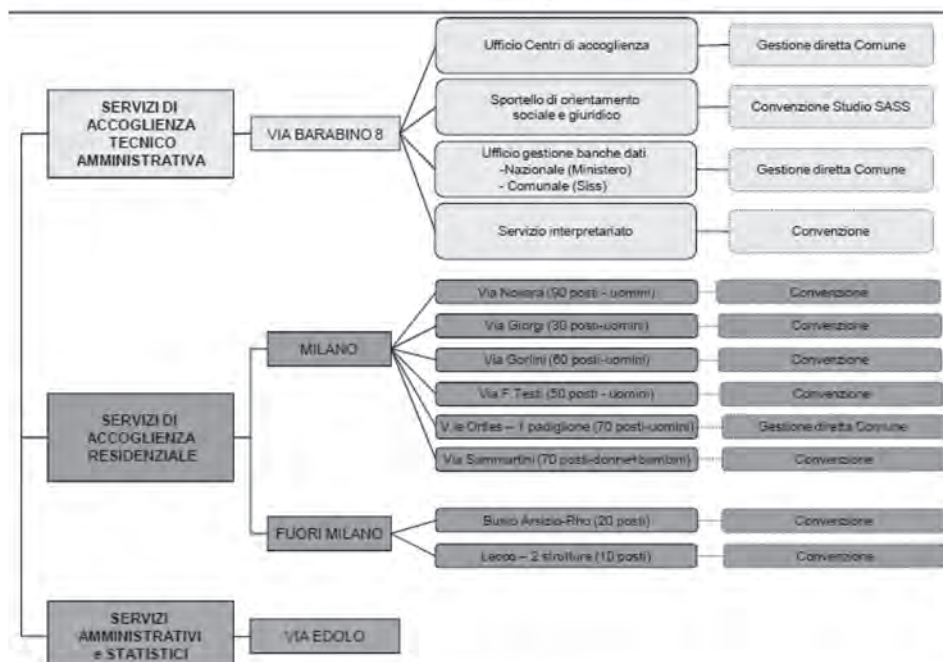 SERVIZI DI
ACCOGLIENZA
TECNICO
AMMINISTRATIVA
VIA BARABINO 8
Ufficio Centri di accoglienza
Gestione diretta Comune
Sportello di orientamento
sociale e giuridico
Convenzione Studio SASS
Ufficio gestione banche dati
-Nazionale (Ministero)
- Comunale (Siss)
Gestione diretta Comune
Servizio interpretariato
Convenzione
SERVIZI DI
ACCOGLIENZA
RESIDENZIALE
MILANO
Via Novara (90 posti - uomini)
Convenzione
Via Giorgi (30 posti-uomini)
Convenzione
Via Gorlini (60 posti-uomini)
Convenzione
Via F.Testi (50 posti - uomini)
Convenzione
V.le Ortles – 1 padiglione (70 posti-uomini)
Gestione diretta Comune
Via Sammartini (70 posti-donne+bambini)
Convenzione
FUORI MILANO
Busto Arsizio-Rho (20 posti)
Convenzione
Lecco – 2 strutture (10 posti)
Convenzione
SERVIZI
AMMINISTRATIVI
e STATISTICI
VIA EDOLO